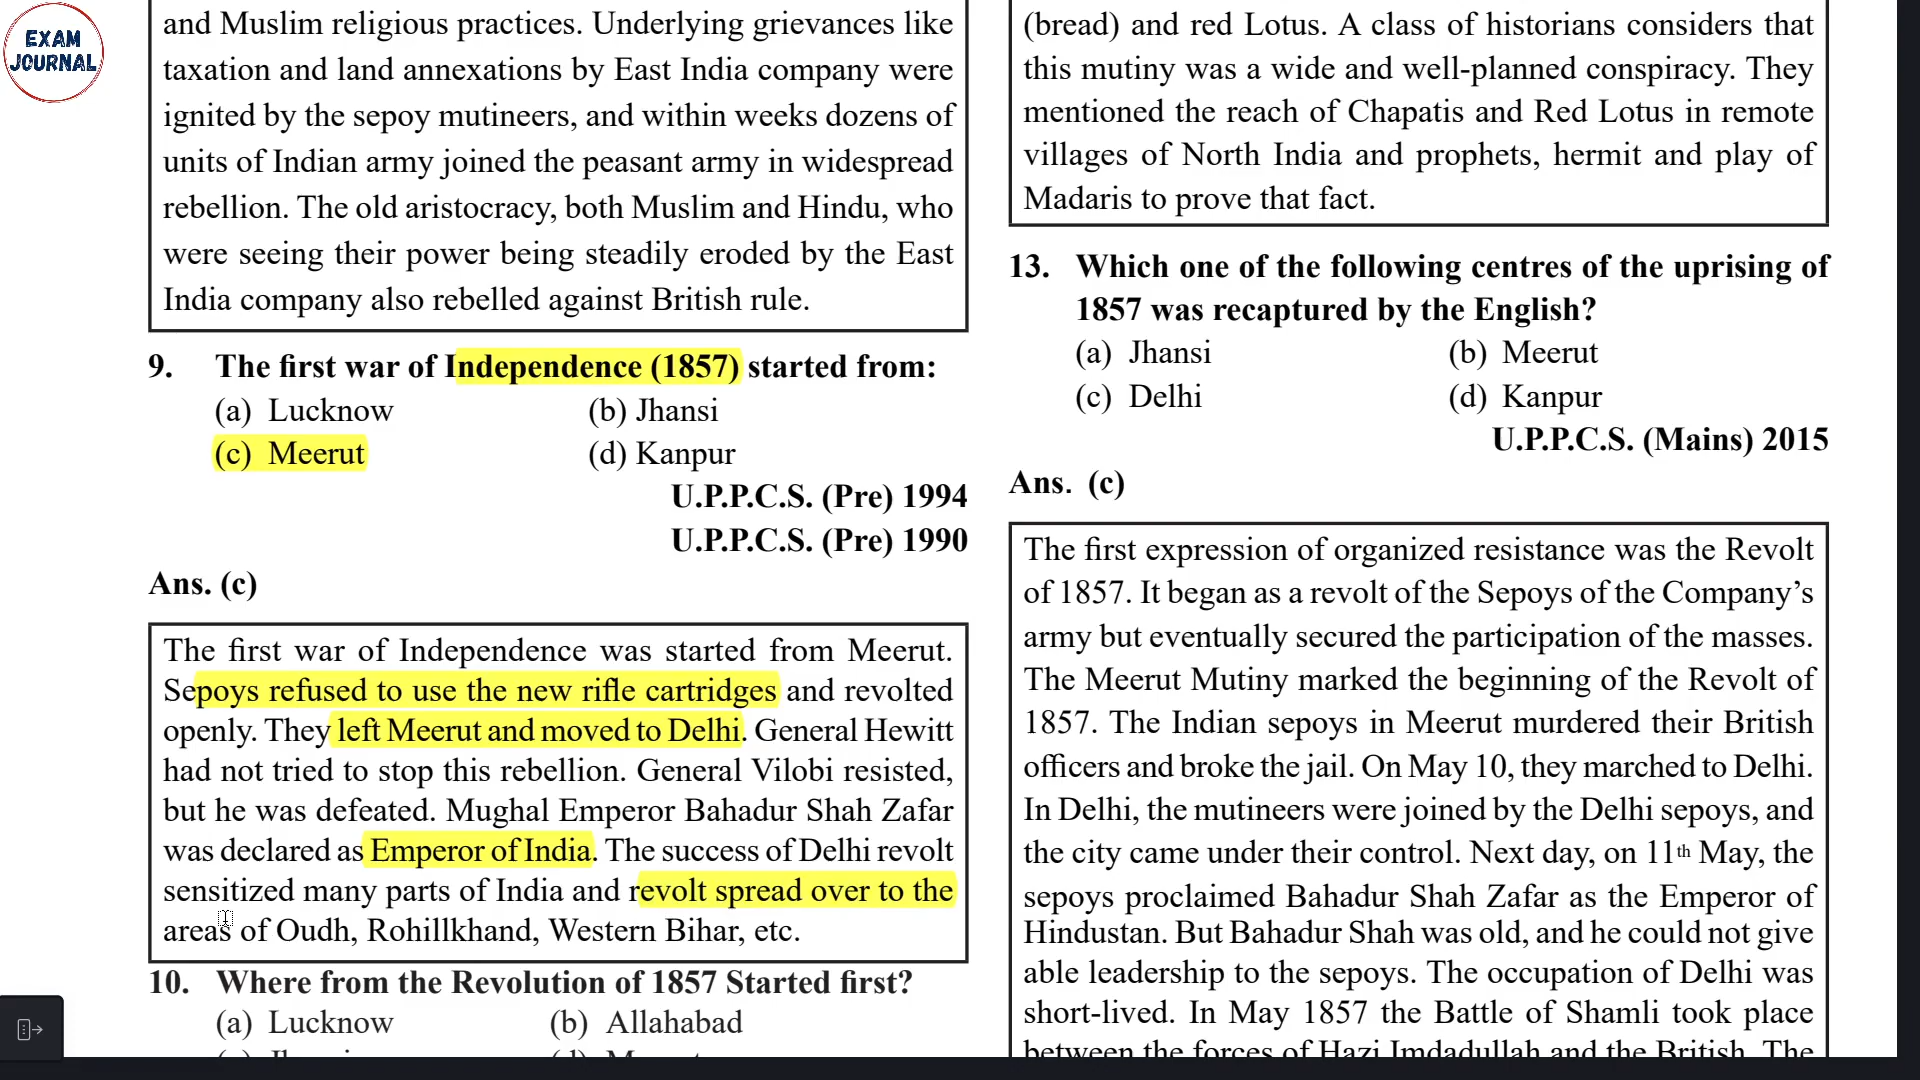 EXAM
JOURNAL
and Muslim religious practices. Underlying grievances like
taxation and land annexations by East India company were
ignited by the sepoy mutineers, and within weeks dozens of
units of Indian army joined the peasant army in widespread
rebellion. The old aristocracy, both Muslim and Hindu, who
were seeing their power being steadily eroded by the East
India company also rebelled against British rule.
9. The first war of Independence (1857) started from:
(a) Lucknow (b) Jhansi
(c) Meerut (d) Kanpur
U.P.P.C.S. (Pre) 1994
U.P.P.C.S. (Pre) 1990
Ans. (c)
The first war of Independence was started from Meerut.
Sepoys refused to use the new rifle cartridges and revolted
openly. They left Meerut and moved to Delhi. General Hewitt
had not tried to stop this rebellion. General Vilobi resisted,
but he was defeated. Mughal Emperor Bahadur Shah Zafar
was declared as Emperor of India. The success of Delhi revolt
sensitized many parts of India and revolt spread over to the
areas of Oudh, Rohillkhand, Western Bihar, etc.
10. Where from the Revolution of 1857 Started first?
(a) Lucknow (b) Allahabad
(bread) and red Lotus. A class of historians considers that
this mutiny was a wide and well-planned conspiracy. They
mentioned the reach of Chapatis and Red Lotus in remote
villages of North India and prophets, hermit and play of
Madaris to prove that fact.
13. Which one of the following centres of the uprising of
1857 was recaptured by the English?
(a) Jhansi (b) Meerut
(c) Delhi (d) Kanpur
U.P.P.C.S. (Mains) 2015
Ans. (c)
The first expression of organized resistance was the Revolt
of 1857. It began as a revolt of the Sepoys of the Company’s
army but eventually secured the participation of the masses.
The Meerut Mutiny marked the beginning of the Revolt of
1857. The Indian sepoys in Meerut murdered their British
officers and broke the jail. On May 10, they marched to Delhi.
In Delhi, the mutineers were joined by the Delhi sepoys, and
the city came under their control. Next day, on 11th May, the
sepoys proclaimed Bahadur Shah Zafar as the Emperor of
Hindustan. But Bahadur Shah was old, and he could not give
able leadership to the sepoys. The occupation of Delhi was
short-lived. In May 1857 the Battle of Shamli took place
between the forces of Hazi Imdadullah and the British. The